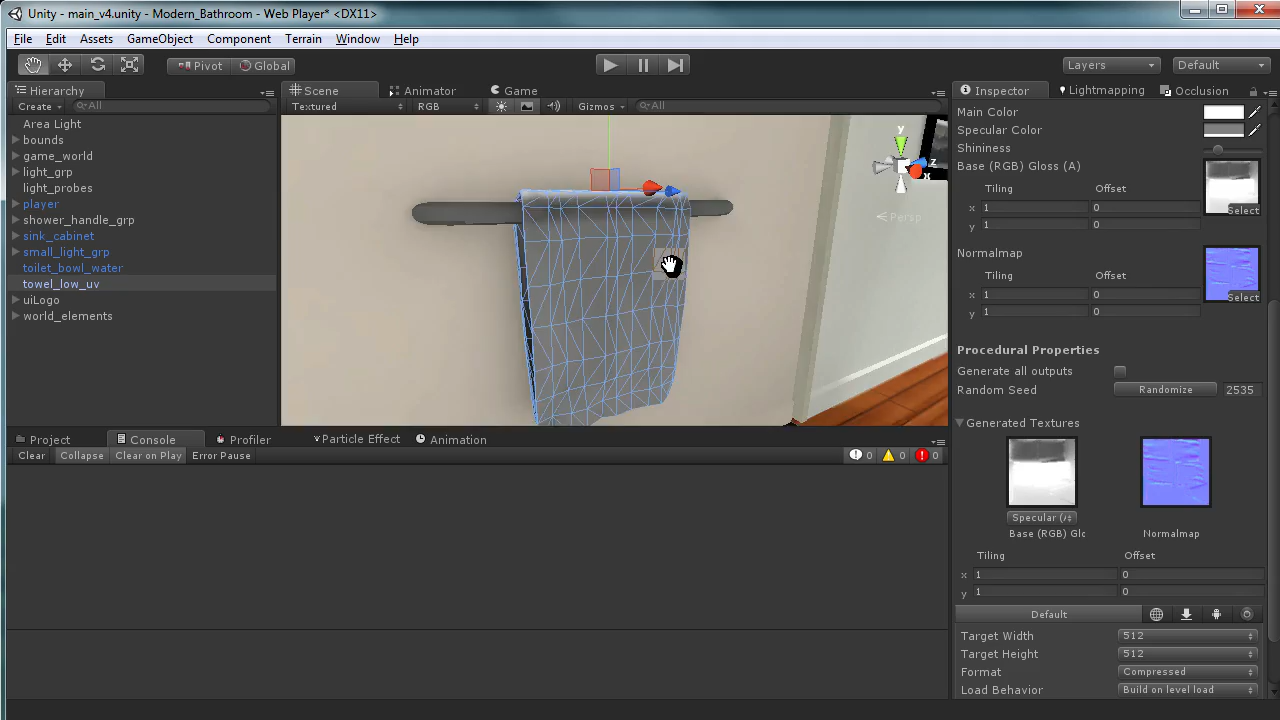 Unity - main_v4.unity - Modern_Bathroom - Web Player* <DX11>
File Edit Assets GameObject Component Terrain Window Help
Pivot Global Layers Default
Hierarchy Scene Animator Game Inspector Lightmapping Occlusion
Create All Textured RGB Gizmos All
Area Light
bounds
game_world
light_grp
light_probes
player
shower_handle_grp
sink_cabinet
small_light_grp
toilet_bowl_water
towel_low_uv
uiLogo
world_elements
y
z
x
Persp
Main Color
Specular Color
Shininess
Base (RGB) Gloss (A)
Tiling Offset
x 1 0
y 1 0
Select
Normalmap
Tiling Offset
x 1 0
y 1 0
Select
Procedural Properties
Generate all outputs
Random Seed Randomize 2535
Generated Textures
Specular (A
Base (RGB) Glo Normalmap
Tiling Offset
x 1 0
y 1 0
Default
Target Width 512
Target Height 512
Format Compressed
Load Behavior Build on level load
Project Console Profiler Particle Effect Animation
Clear Collapse Clear on Play Error Pause 0 0 0